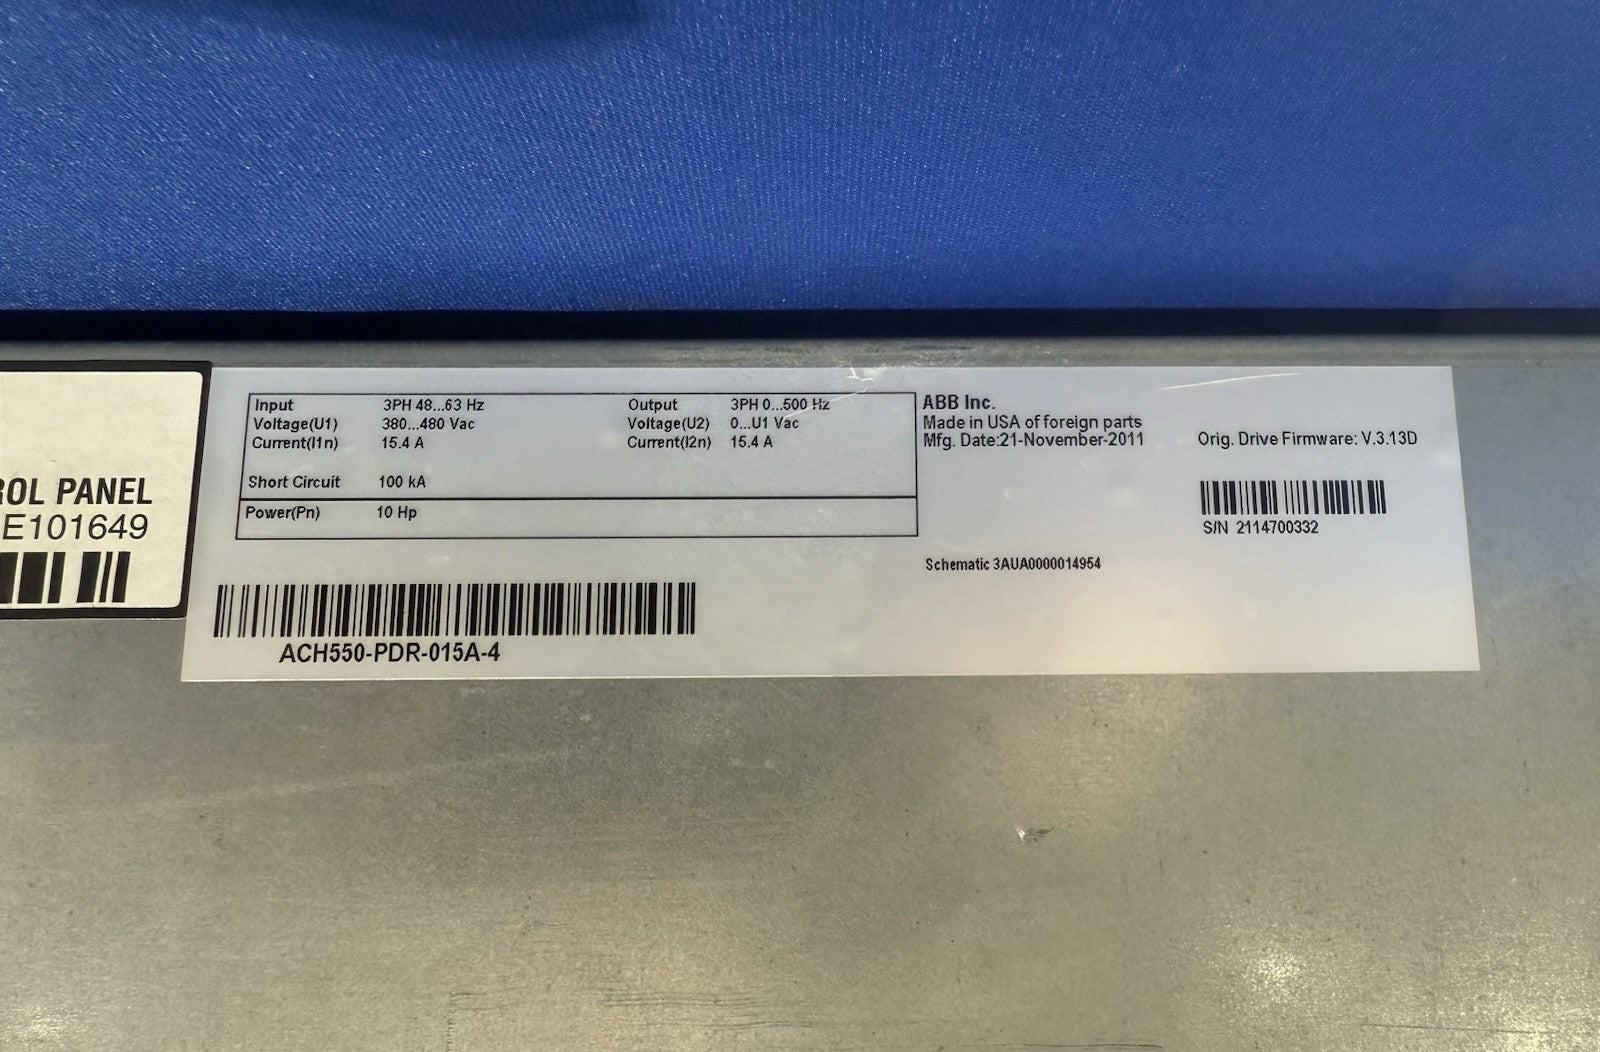 ROL PANEL
E101649
Input 3PH 48...63 Hz Output 3PH 0...500 Hz
Voltage(U1) 380...480 Vac Voltage(U2) 0...U1 Vac
Current(I1n) 15.4 A Current(I2n) 15.4 A
Short Circuit 100 kA
Power(Pn) 10 Hp
ACH550-PDR-015A-4
ABB Inc.
Made in USA of foreign parts
Mfg. Date:21-November-2011
Orig. Drive Firmware: V.3.13D
S/N 2114700332
Schematic 3AUA0000014954